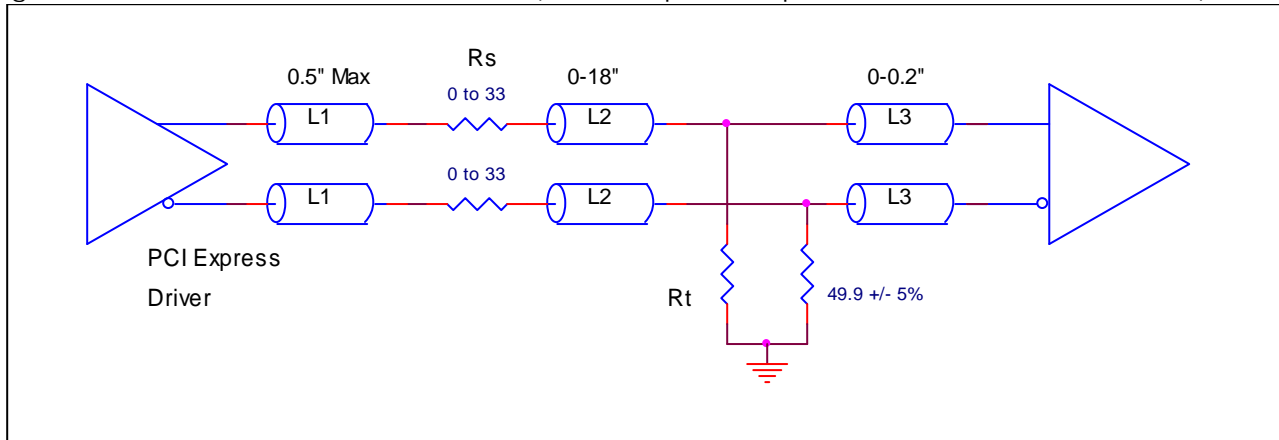 Rs
0.5" Max
0-18"
0-0.2"
0 to 33
L1
L2
L3
0 to 33
L1
L2
L3
PCI Express
Driver
Rt
49.9 +/- 5%